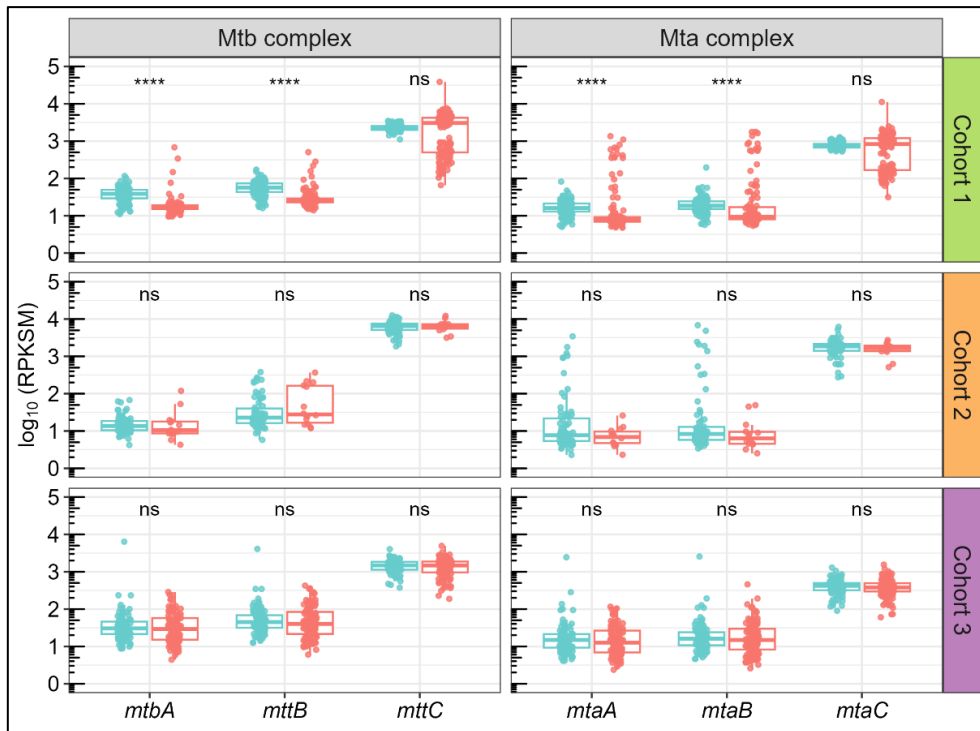 Mtb complex Mta complex
5 **** **** ns **** **** ns
4
3
2
1
0
Cohort 1
5 ns ns ns ns ns ns
4
3
2
1
0
Cohort 2
log₁₀ (RPKSM)
5 ns ns ns ns ns ns
4
3
2
1
0
Cohort 3
mtbA mttB mttC mtaA mtaB mtaC